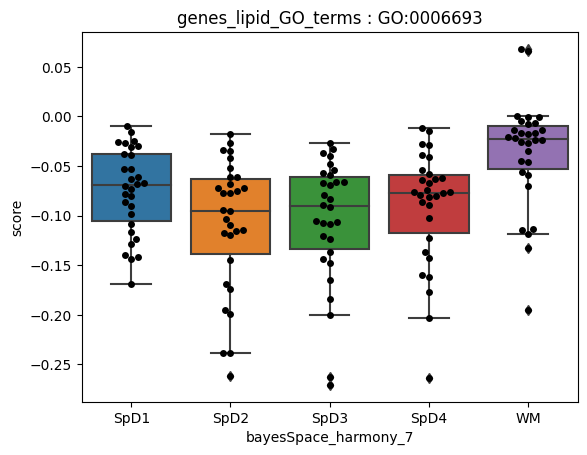 genes_lipid_GO_terms : GO:0006693
score
0.05
0.00
−0.05
−0.10
−0.15
−0.20
−0.25
SpD1 SpD2 SpD3 SpD4 WM
bayesSpace_harmony_7